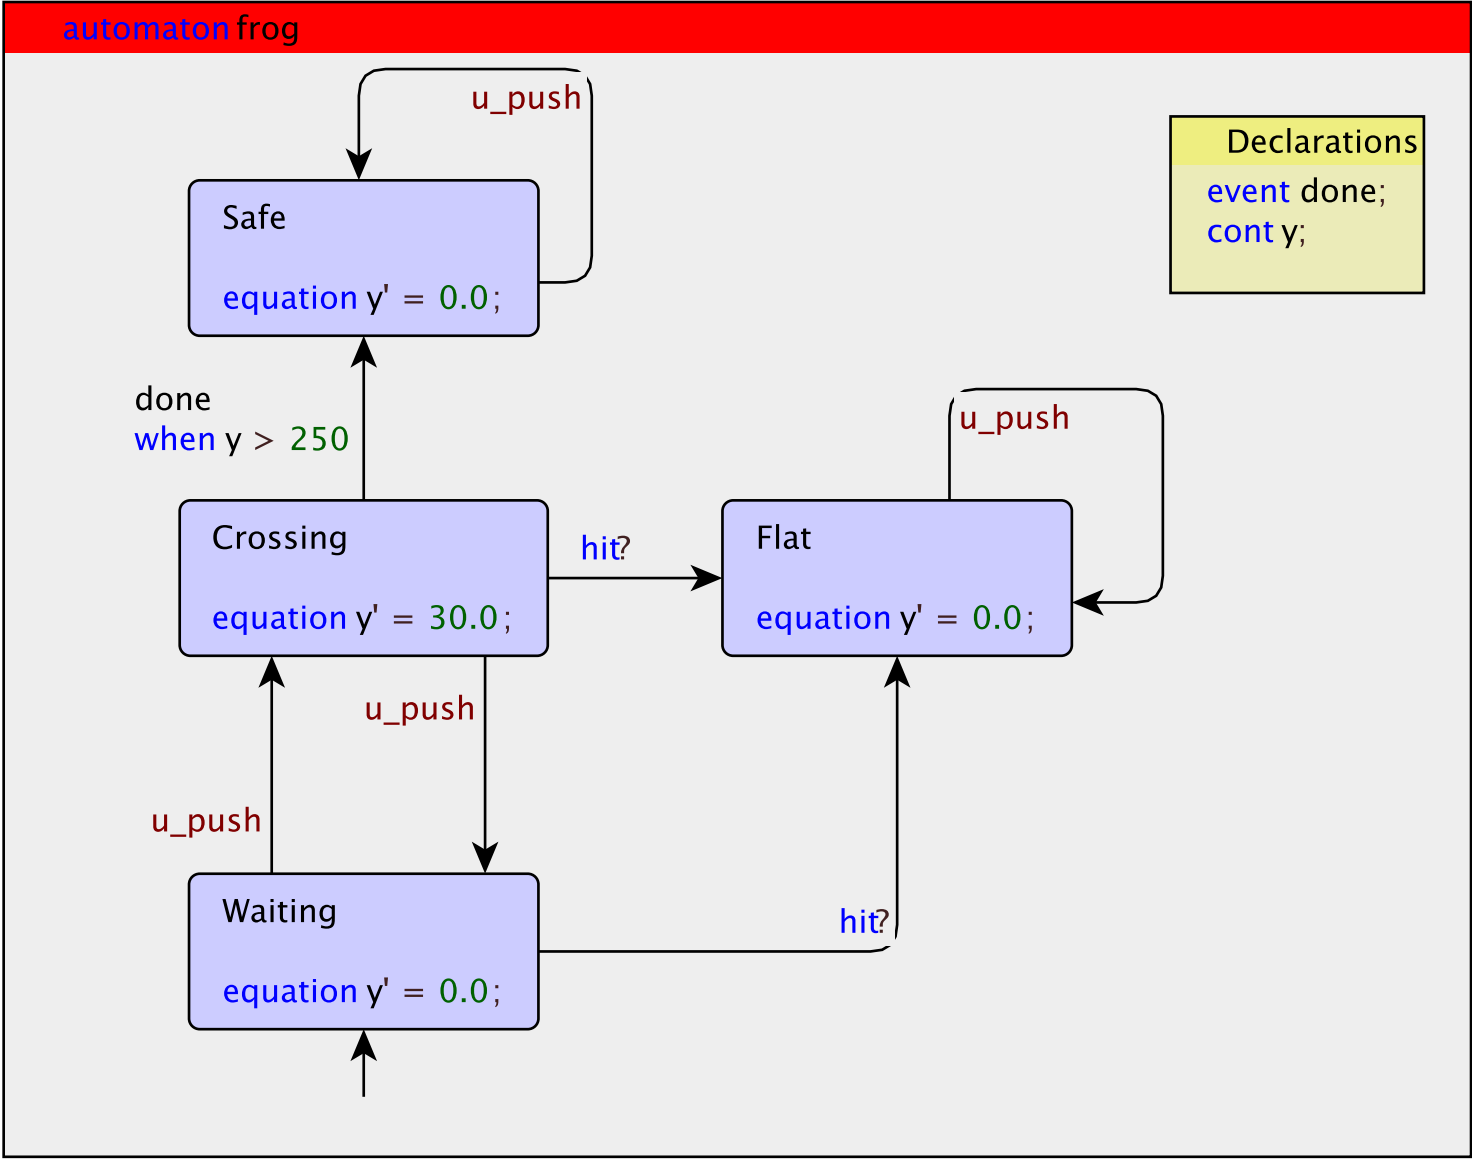 automaton frog
u_push
Declarations
event done;
cont y;
Safe
equation y' = 0.0;
done
when y > 250
u_push
Crossing
equation y' = 30.0;
hit?
Flat
equation y' = 0.0;
u_push
u_push
hit?
Waiting
equation y' = 0.0;